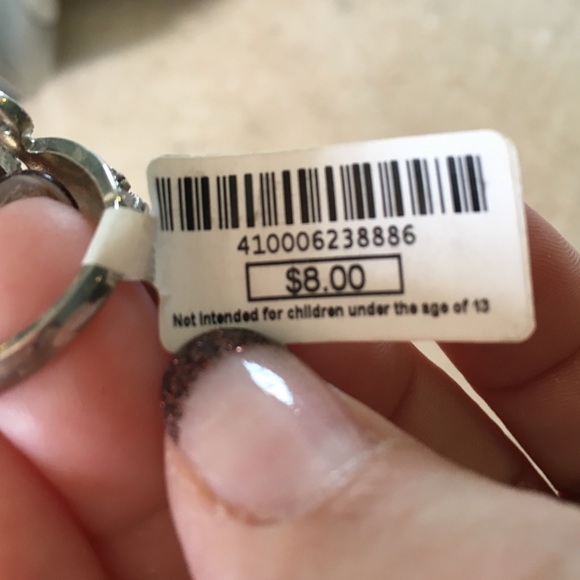 410006238886
$8.00
Not intended for children under the age of 13